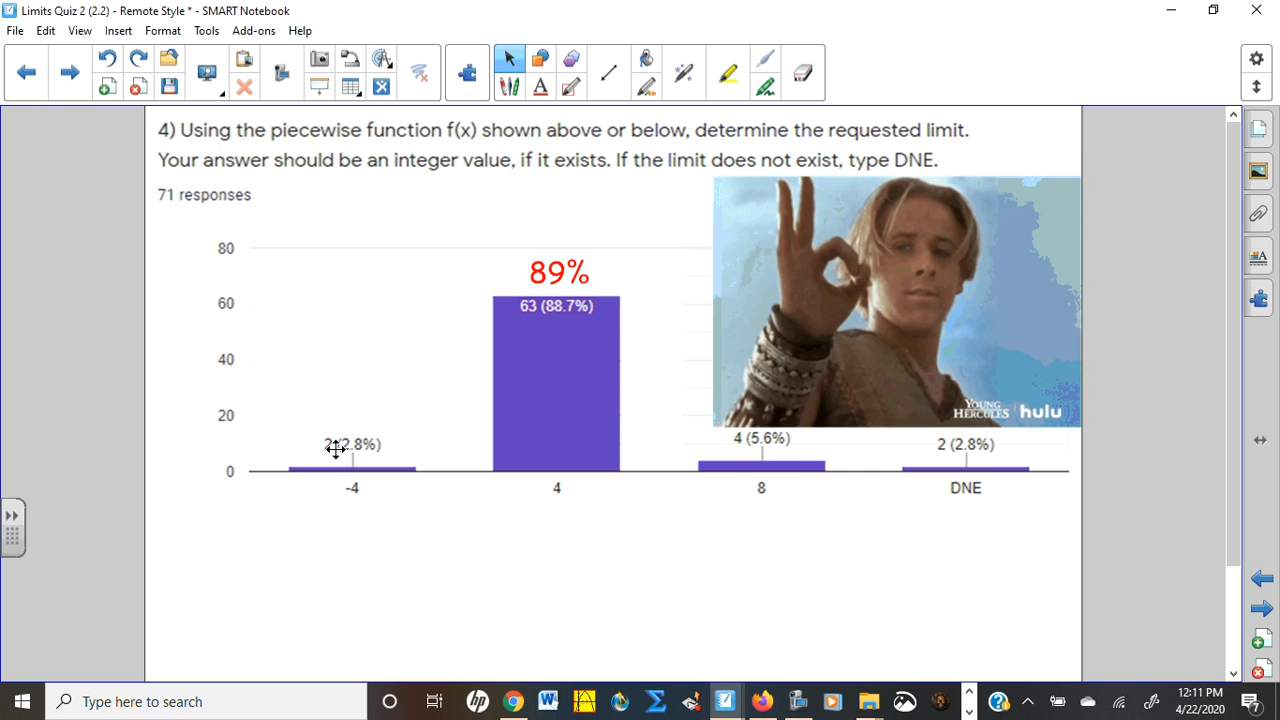 Limits Quiz 2 (2.2) - Remote Style * - SMART Notebook
File Edit View Insert Format Tools Add-ons Help
4) Using the piecewise function f(x) shown above or below, determine the requested limit.
Your answer should be an integer value, if it exists. If the limit does not exist, type DNE.
71 responses
80
89%
60
63 (88.7%)
40
YOUNG HERCULES hulu
20
4 (5.6%)
(2.8%)
2 (2.8%)
0
-4 4 8 DNE
Type here to search
12:11 PM
4/22/2020